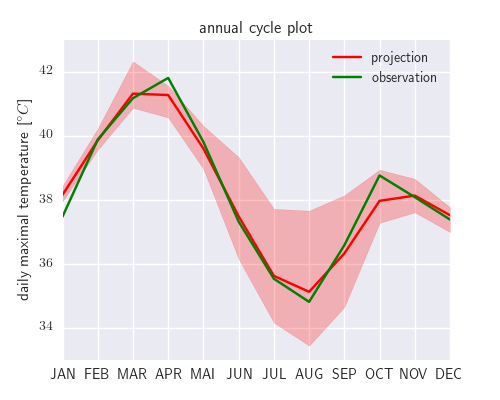 annual cycle plot
projection
observation
daily maximal temperature [°C]
42
40
38
36
34
JAN FEB MAR APR MAI JUN JUL AUG SEP OCT NOV DEC